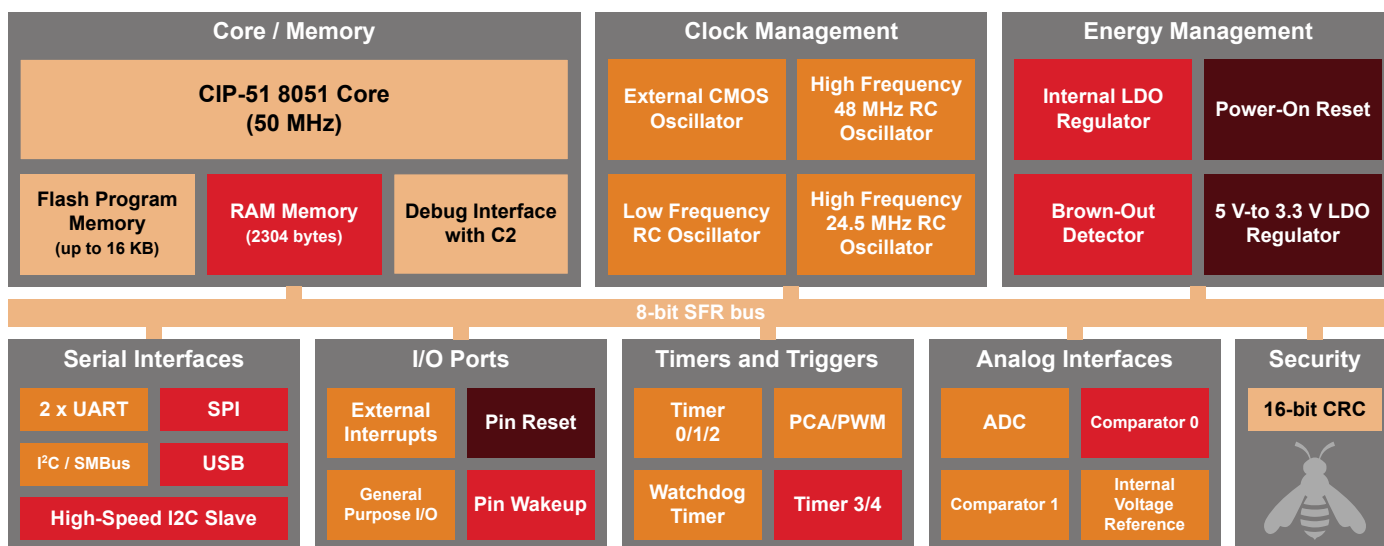 Core / Memory
CIP-51 8051 Core
(50 MHz)
Flash Program
Memory
(up to 16 KB)
RAM Memory
(2304 bytes)
Debug Interface
with C2
Clock Management
External CMOS
Oscillator
High Frequency
48 MHz RC
Oscillator
Low Frequency
RC Oscillator
High Frequency
24.5 MHz RC
Oscillator
Energy Management
Internal LDO
Regulator
Power-On Reset
Brown-Out
Detector
5 V-to 3.3 V LDO
Regulator
8-bit SFR bus
Serial Interfaces
2 x UART
SPI
I²C / SMBus
USB
High-Speed I2C Slave
I/O Ports
External
Interrupts
Pin Reset
General
Purpose I/O
Pin Wakeup
Timers and Triggers
Timer
0/1/2
PCA/PWM
Watchdog
Timer
Timer 3/4
Analog Interfaces
ADC
Comparator 0
Comparator 1
Internal
Voltage
Reference
Security
16-bit CRC